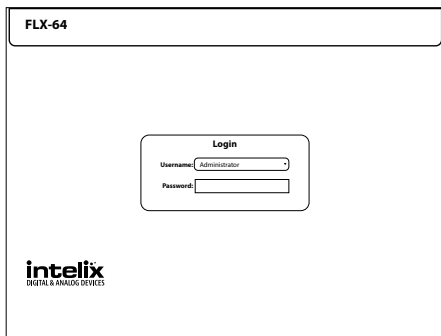 FLX-64
Login
Username: Administrator
Password:
intelix
DIGITAL & ANALOG DEVICES